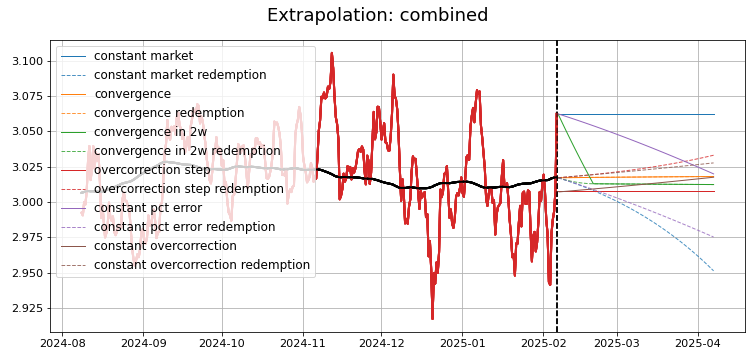 Extrapolation: combined
3.100
3.075
3.050
3.025
3.000
2.975
2.950
2.925
constant market
constant market redemption
convergence
convergence redemption
convergence in 2w
convergence in 2w redemption
overcorrection step
overcorrection step redemption
constant pct error
constant pct error redemption
constant overcorrection
constant overcorrection redemption
2024-08 2024-09 2024-10 2024-11 2024-12 2025-01 2025-02 2025-03 2025-04